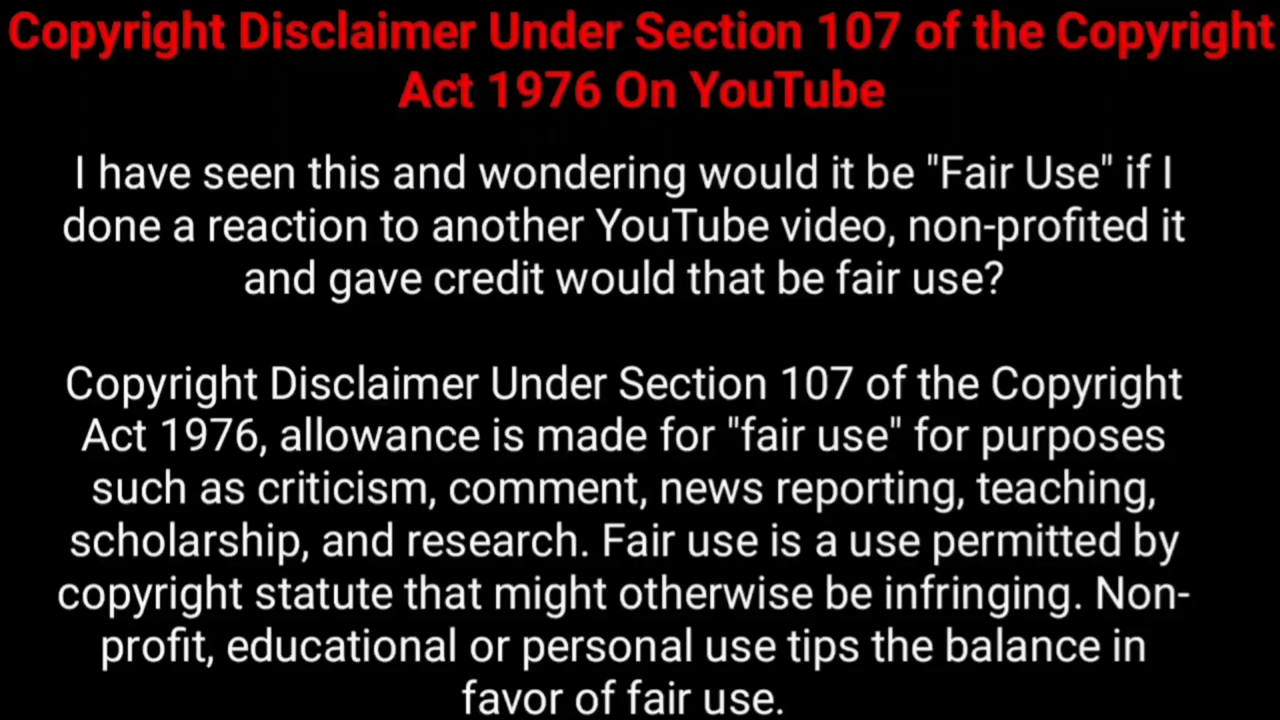 Copyright Disclaimer Under Section 107 of the Copyright
Act 1976 On YouTube
I have seen this and wondering would it be "Fair Use" if I
done a reaction to another YouTube video, non-profited it
and gave credit would that be fair use?
Copyright Disclaimer Under Section 107 of the Copyright
Act 1976, allowance is made for "fair use" for purposes
such as criticism, comment, news reporting, teaching,
scholarship, and research. Fair use is a use permitted by
copyright statute that might otherwise be infringing. Non-
profit, educational or personal use tips the balance in
favor of fair use.